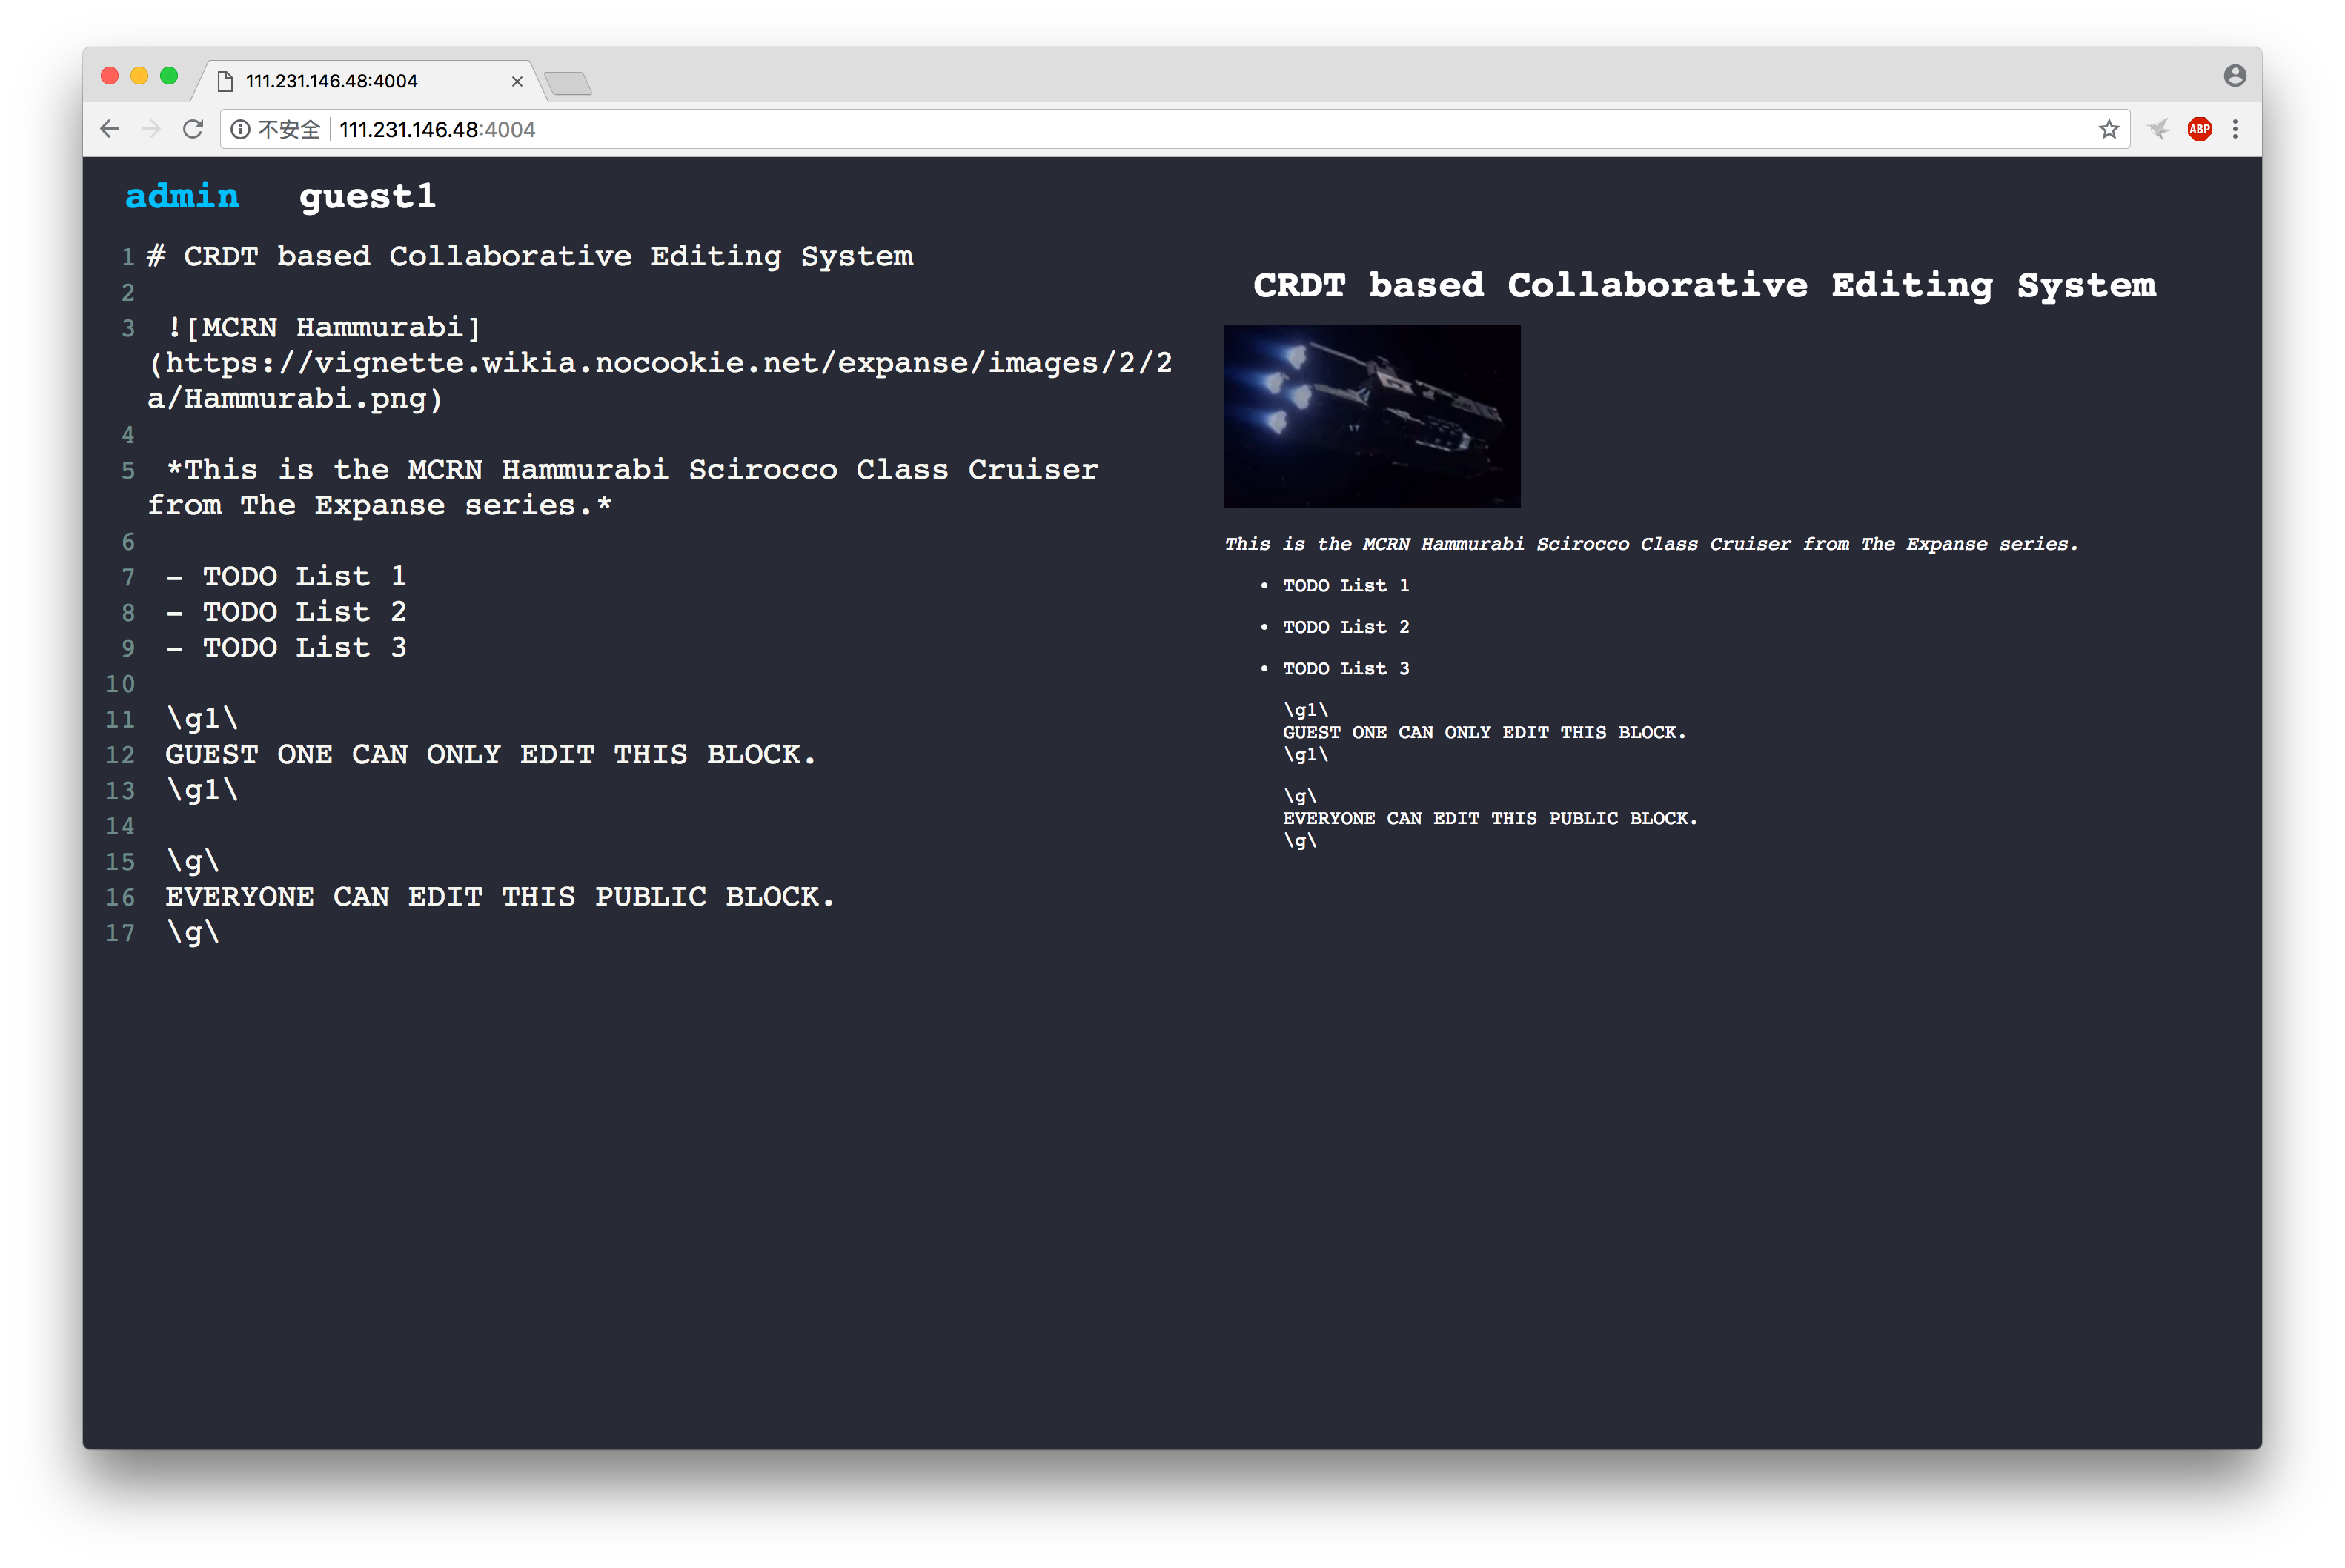 111.231.146.48:4004
不安全 111.231.146.48:4004
ABP
admin guest1
1 # CRDT based Collaborative Editing System
2
3 ![MCRN Hammurabi]
(https://vignette.wikia.nocookie.net/expanse/images/2/2
a/Hammurabi.png)
4
5 *This is the MCRN Hammurabi Scirocco Class Cruiser
from The Expanse series.*
6
7 - TODO List 1
8 - TODO List 2
9 - TODO List 3
10
11 \g1\
12 GUEST ONE CAN ONLY EDIT THIS BLOCK.
13 \g1\
14
15 \g\
16 EVERYONE CAN EDIT THIS PUBLIC BLOCK.
17 \g\
CRDT based Collaborative Editing System
This is the MCRN Hammurabi Scirocco Class Cruiser from The Expanse series.
• TODO List 1
• TODO List 2
• TODO List 3
\g1\
GUEST ONE CAN ONLY EDIT THIS BLOCK.
\g1\
\g\
EVERYONE CAN EDIT THIS PUBLIC BLOCK.
\g\